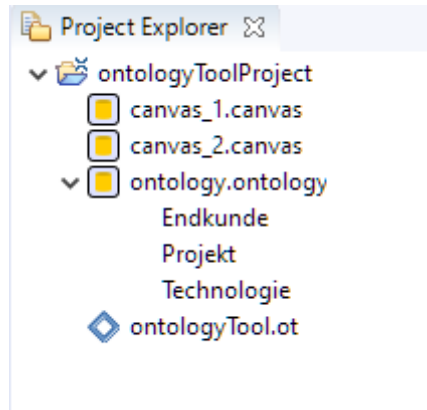 Project Explorer
ontologyToolProject
canvas_1.canvas
canvas_2.canvas
ontology.ontology
Endkunde
Projekt
Technologie
ontologyTool.ot